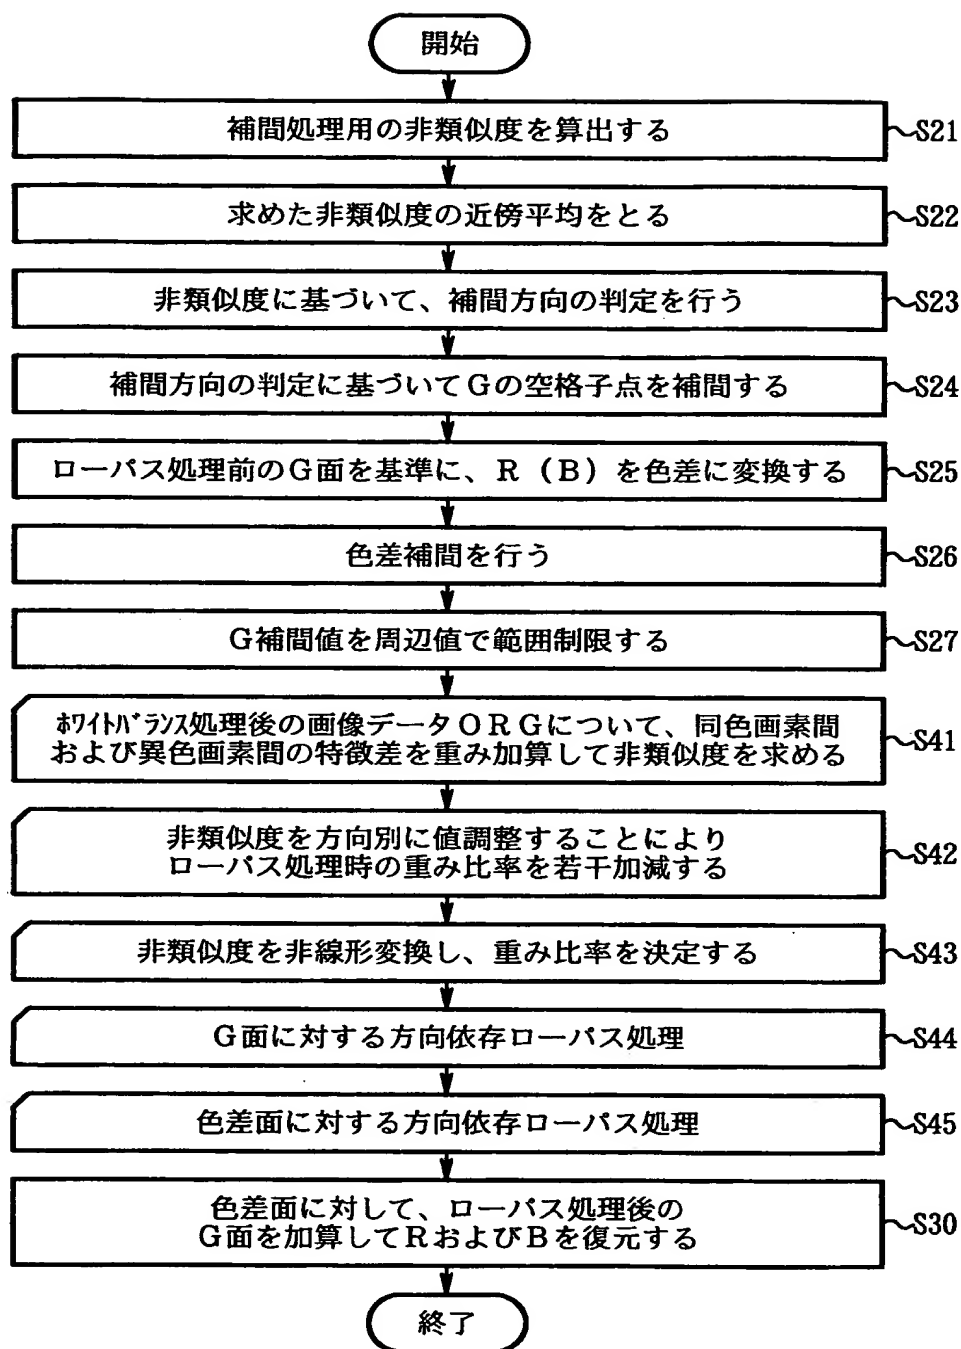 開始
補間処理用の非類似度を算出する
S21
求めた非類似度の近傍平均をとる
S22
非類似度に基づいて、補間方向の判定を行う
S23
補間方向の判定に基づいてGの空格子点を補間する
S24
ローパス処理前のG面を基準に、R(B)を色差に変換する
S25
色差補間を行う
S26
G補間値を周辺値で範囲制限する
S27
ホワイトバランス処理後の画像データORGについて、同色画素間
および異色画素間の特徴差を重み加算して非類似度を求める
S41
非類似度を方向別に値調整することにより
ローパス処理時の重み比率を若干加減する
S42
非類似度を非線形変換し、重み比率を決定する
S43
G面に対する方向依存ローパス処理
S44
色差面に対する方向依存ローパス処理
S45
色差面に対して、ローパス処理後の
G面を加算してRおよびBを復元する
S30
終了